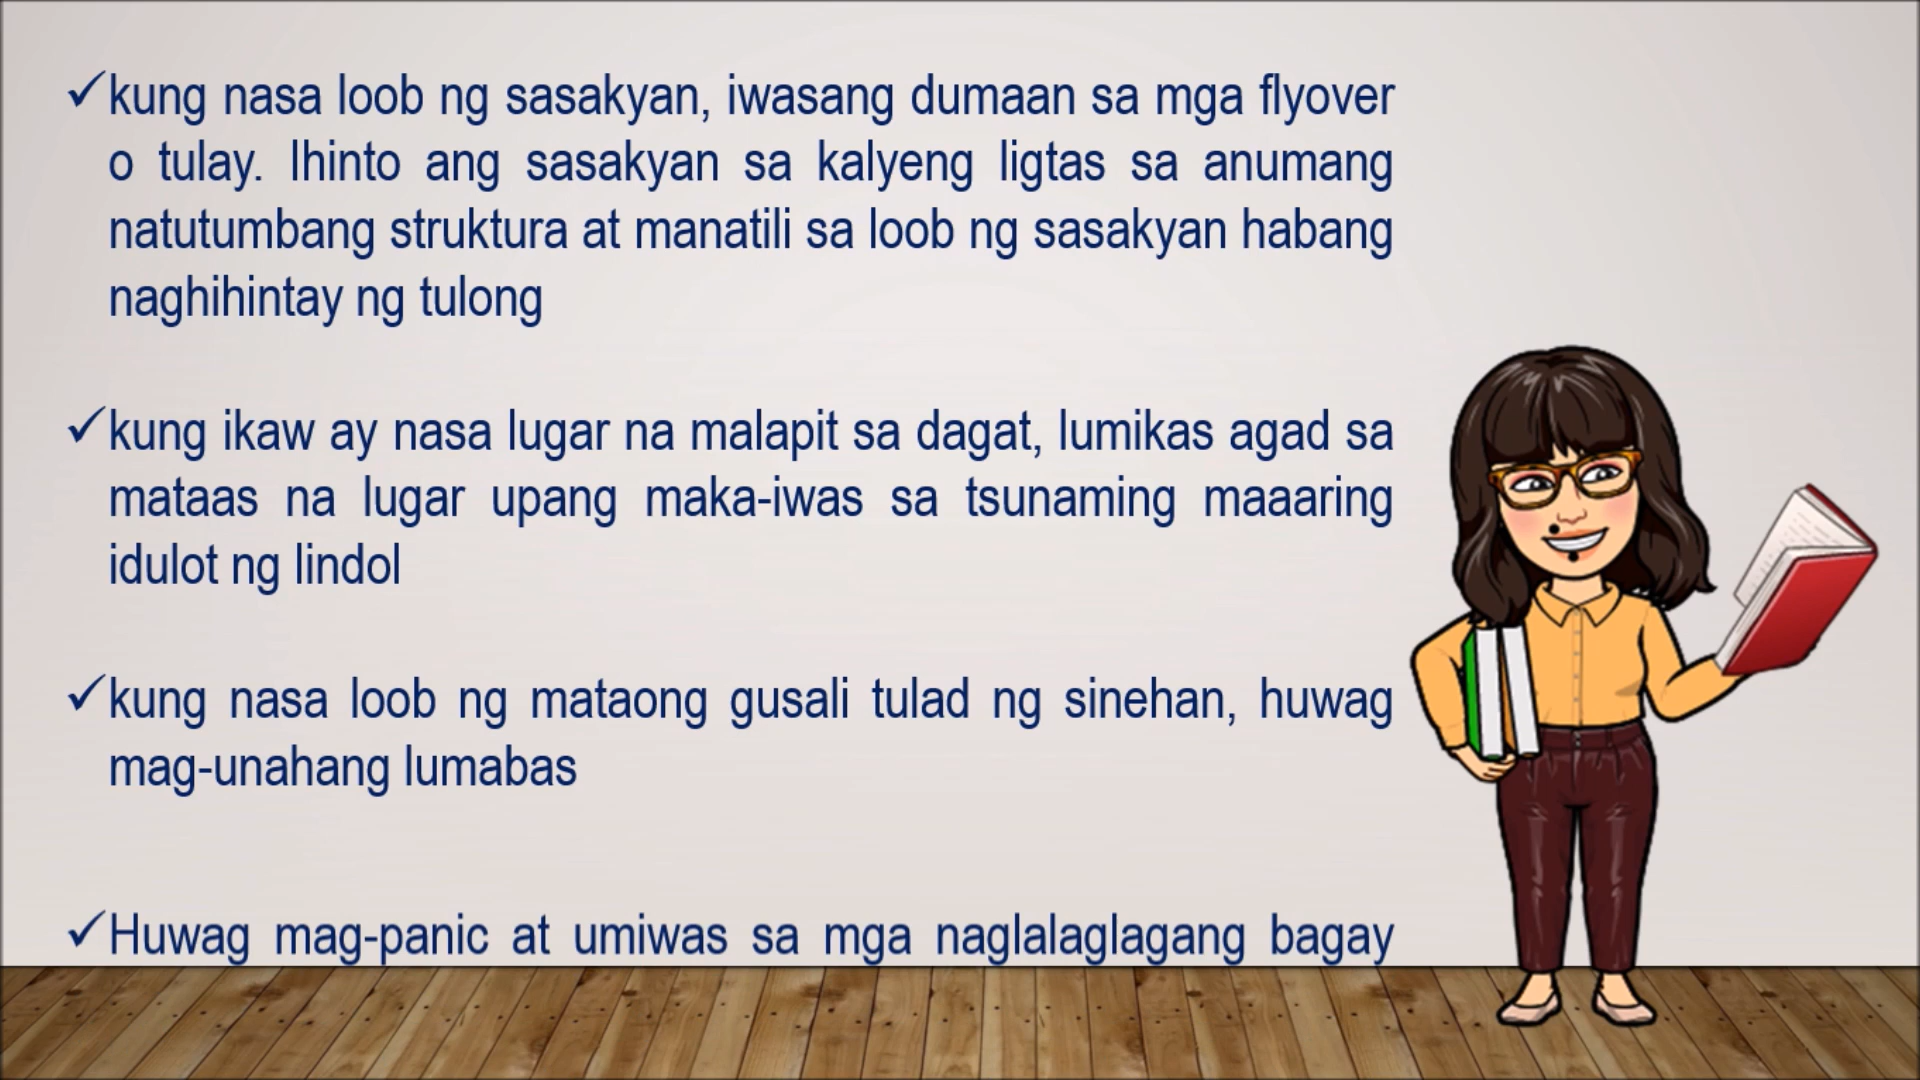 ✓kung nasa loob ng sasakyan, iwasang dumaan sa mga flyover
o tulay. Ihinto ang sasakyan sa kalyeng ligtas sa anumang
natutumbang struktura at manatili sa loob ng sasakyan habang
naghihintay ng tulong
✓kung ikaw ay nasa lugar na malapit sa dagat, lumikas agad sa
mataas na lugar upang maka-iwas sa tsunaming maaaring
idulot ng lindol
✓kung nasa loob ng mataong gusali tulad ng sinehan, huwag
mag-unahang lumabas
✓Huwag mag-panic at umiwas sa mga naglalaglagang bagay